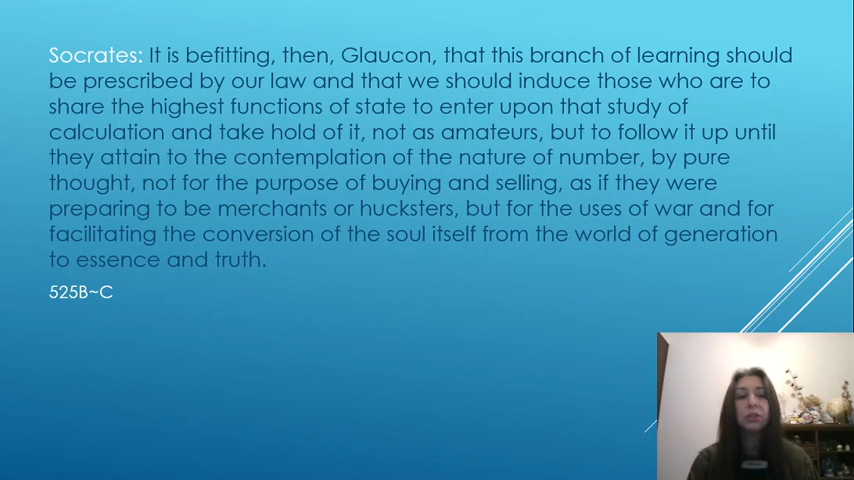 Socrates: It is befitting, then, Glaucon, that this branch of learning should
be prescribed by our law and that we should induce those who are to
share the highest functions of state to enter upon that study of
calculation and take hold of it, not as amateurs, but to follow it up until
they attain to the contemplation of the nature of number, by pure
thought, not for the purpose of buying and selling, as if they were
preparing to be merchants or hucksters, but for the uses of war and for
facilitating the conversion of the soul itself from the world of generation
to essence and truth.
525B~C